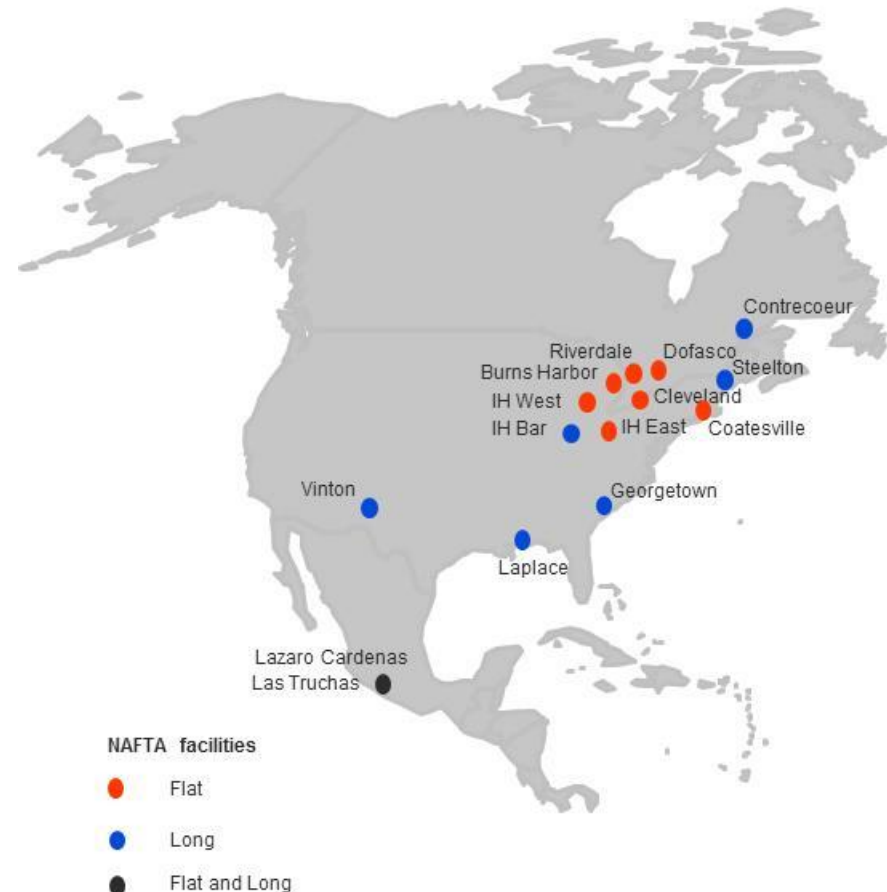 Contrecoeur
Riverdale
Dofasco
Burns Harbor
Steelton
IH West
Cleveland
IH Bar
IH East
Coatesville
Vinton
Georgetown
Laplace
Lazaro Cardenas
Las Truchas
NAFTA facilities
Flat
Long
Flat and Long